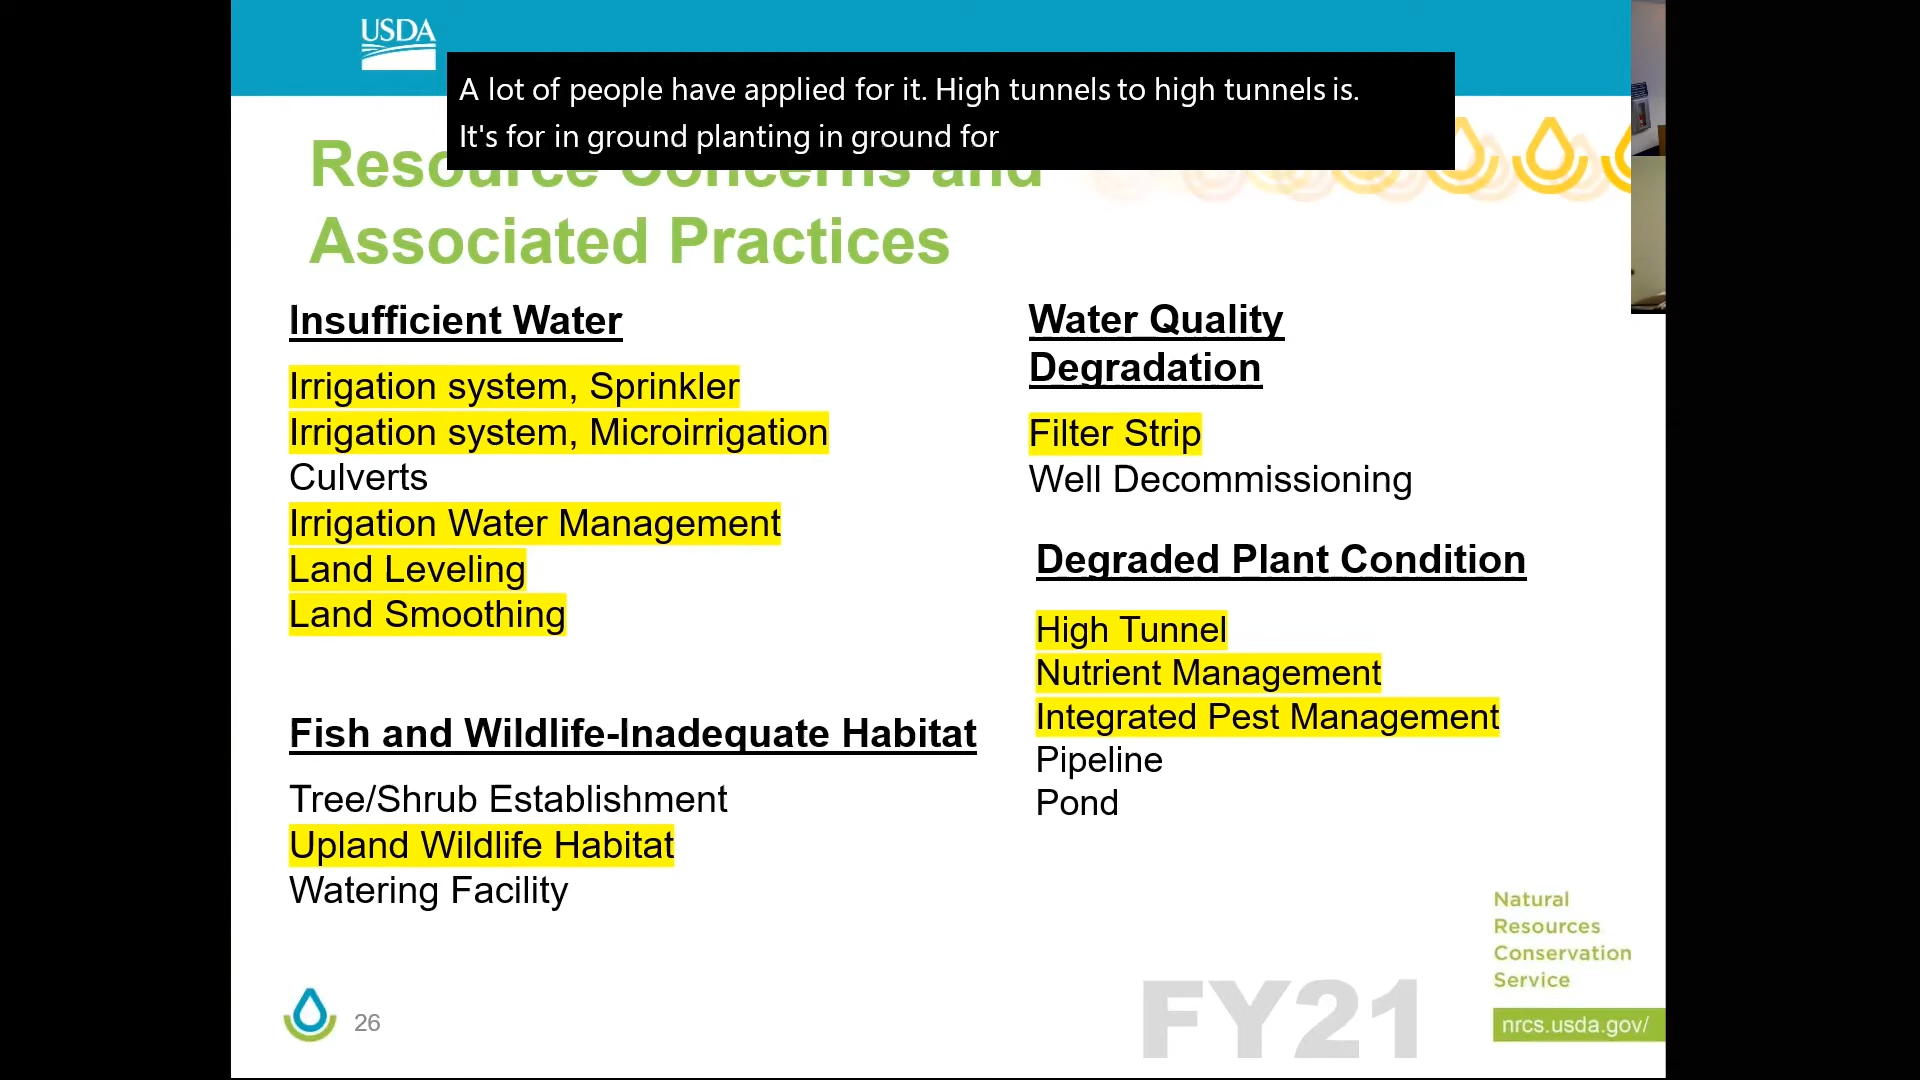 USDA
A lot of people have applied for it. High tunnels to high tunnels is.
It's for in ground planting in ground for
Resource Concerns and
Associated Practices
Insufficient Water
Irrigation system, Sprinkler
Irrigation system, Microirrigation
Culverts
Irrigation Water Management
Land Leveling
Land Smoothing
Fish and Wildlife-Inadequate Habitat
Tree/Shrub Establishment
Upland Wildlife Habitat
Watering Facility
Water Quality
Degradation
Filter Strip
Well Decommissioning
Degraded Plant Condition
High Tunnel
Nutrient Management
Integrated Pest Management
Pipeline
Pond
Natural
Resources
Conservation
Service
nrcs.usda.gov/
FY21
26